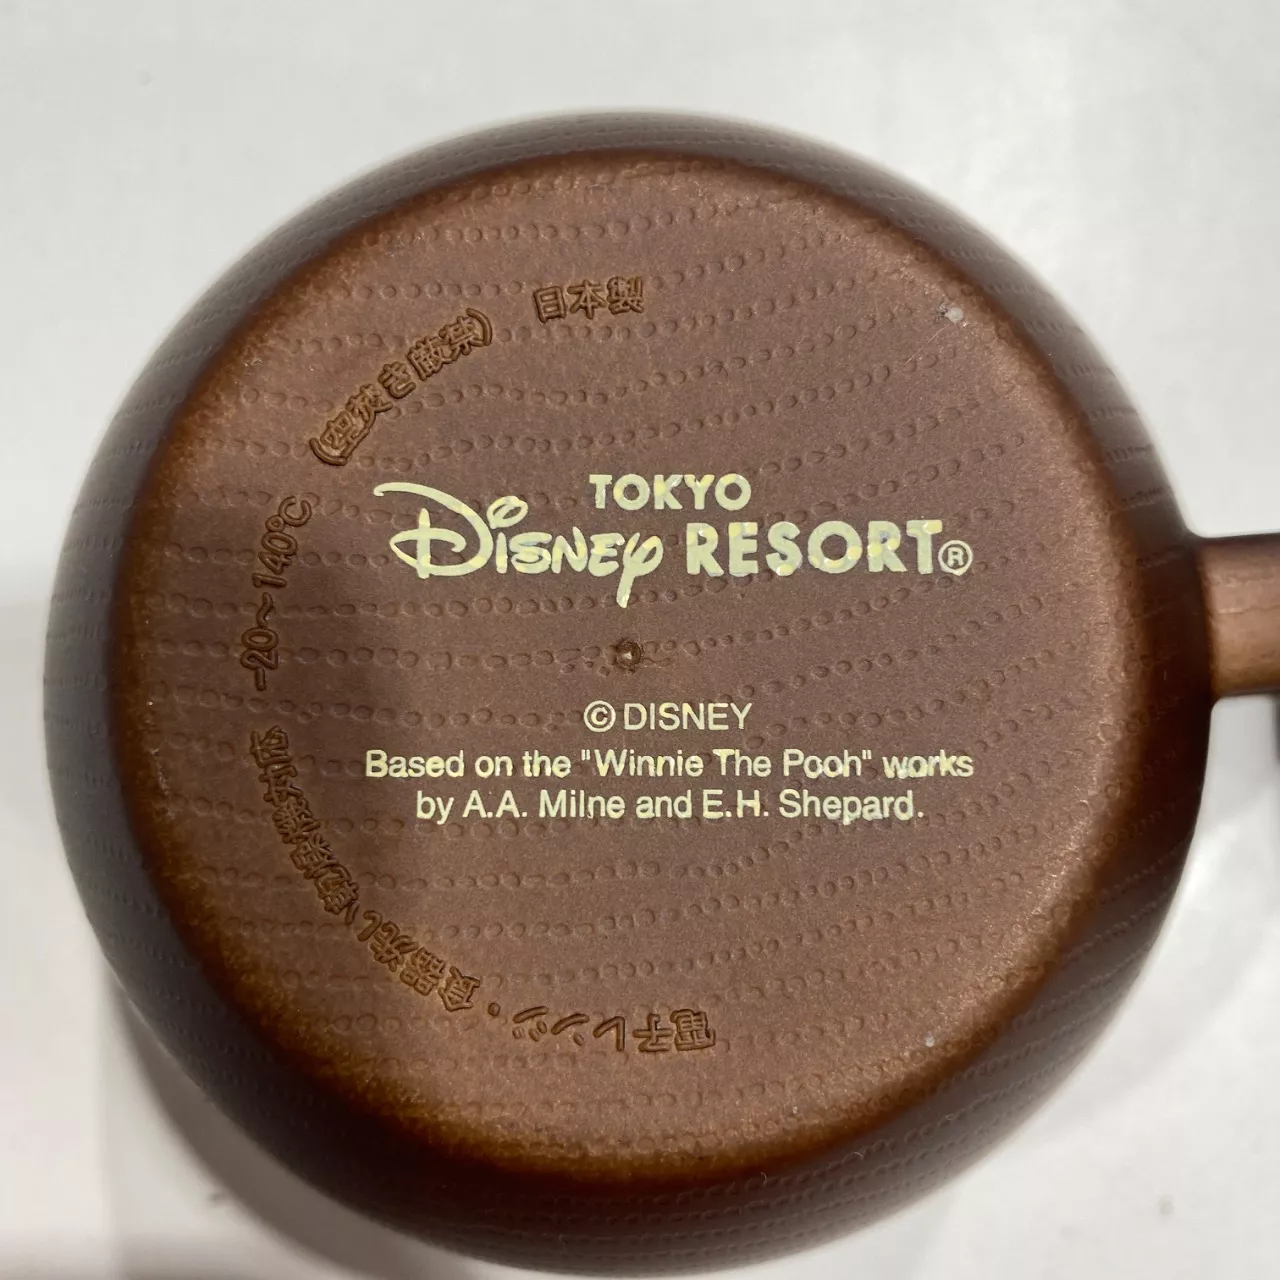 TOKYO
Disney RESORT®
©DISNEY
Based on the "Winnie The Pooh" works
by A.A. Milne and E.H. Shepard.
電子レンジ、食器洗い乾燥機対応 -20~140℃ (空焚き厳禁) 日本製